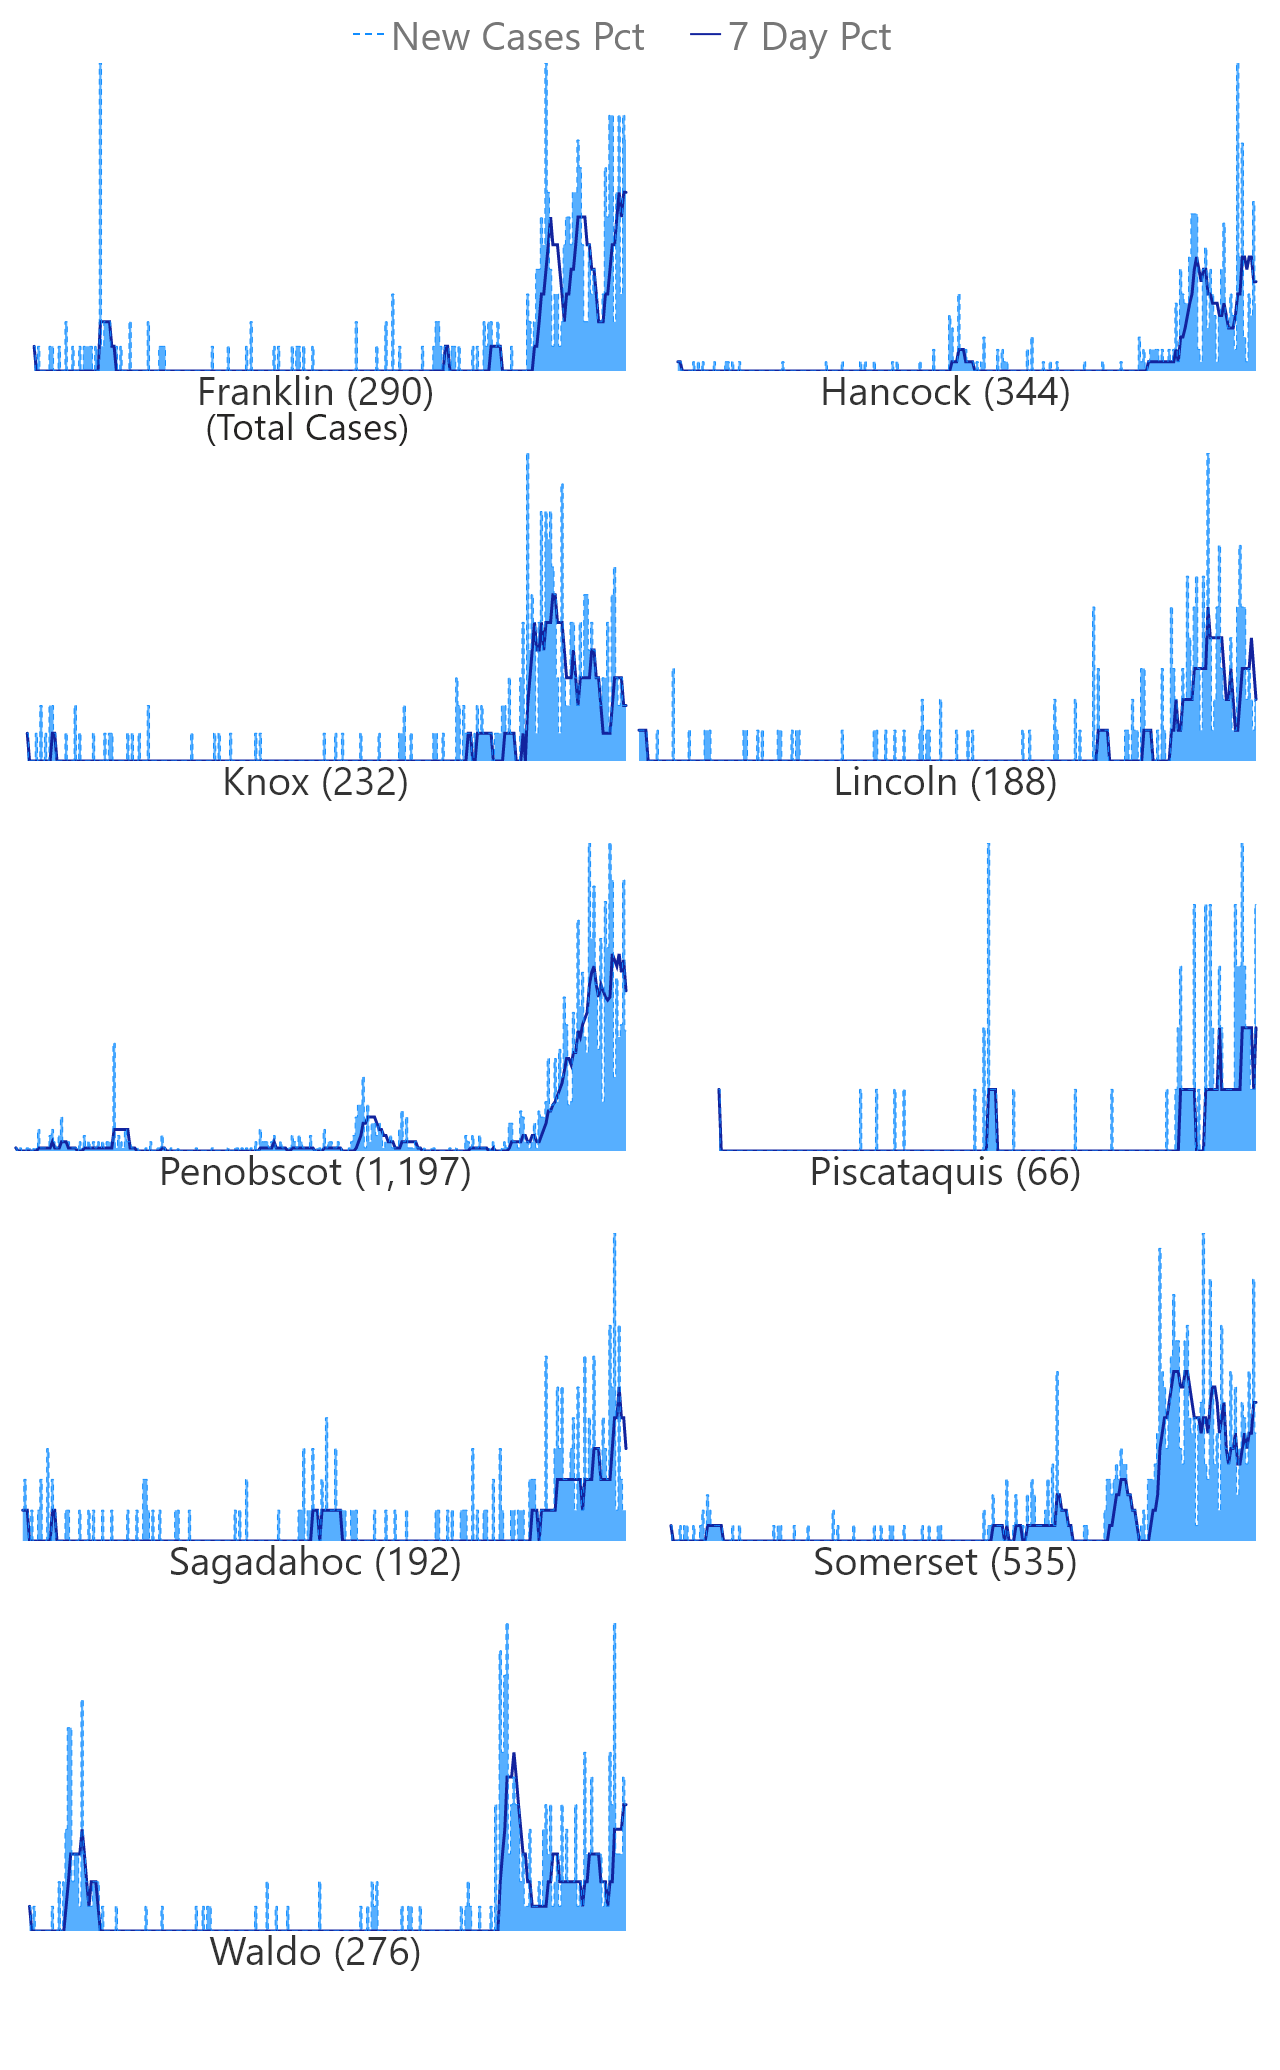 New Cases Pct 7 Day Pct
Franklin (290) Hancock (344)
(Total Cases)
Knox (232) Lincoln (188)
Penobscot (1,197) Piscataquis (66)
Sagadahoc (192) Somerset (535)
Waldo (276)